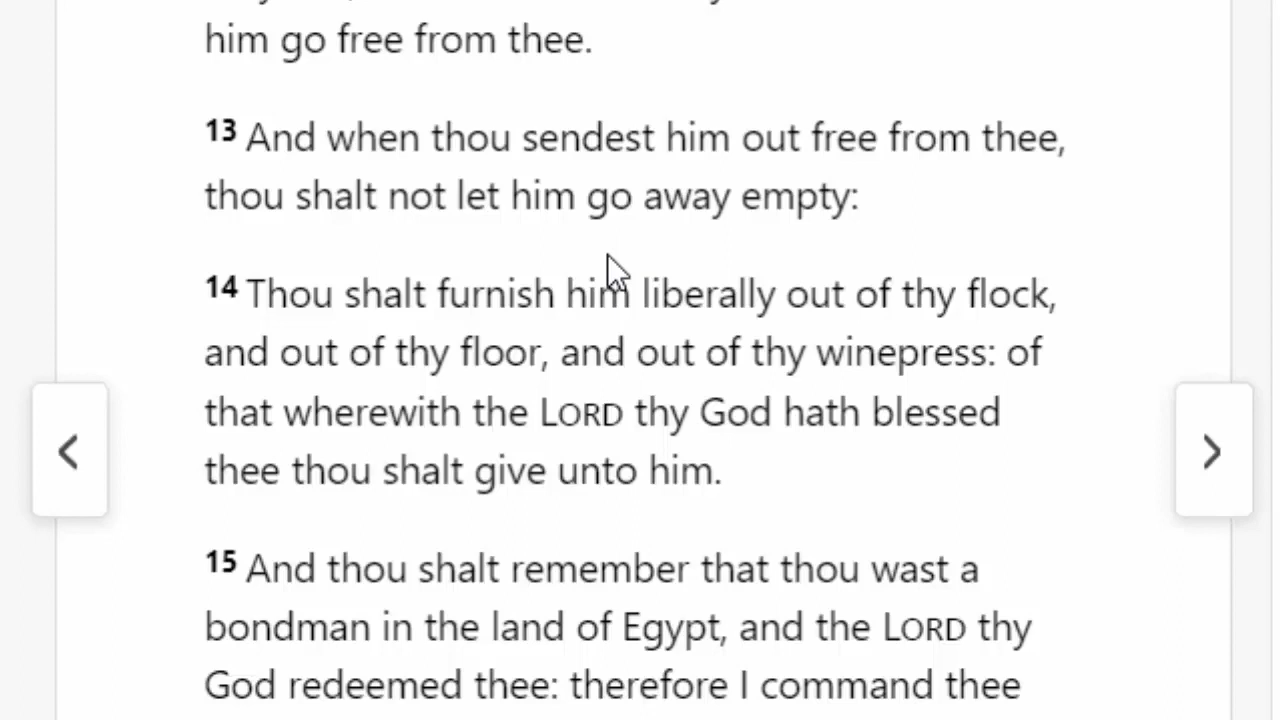 him go free from thee.
13 And when thou sendest him out free from thee,
thou shalt not let him go away empty:
14 Thou shalt furnish him liberally out of thy flock,
and out of thy floor, and out of thy winepress: of
that wherewith the LORD thy God hath blessed
thee thou shalt give unto him.
15 And thou shalt remember that thou wast a
bondman in the land of Egypt, and the LORD thy
God redeemed thee: therefore I command thee